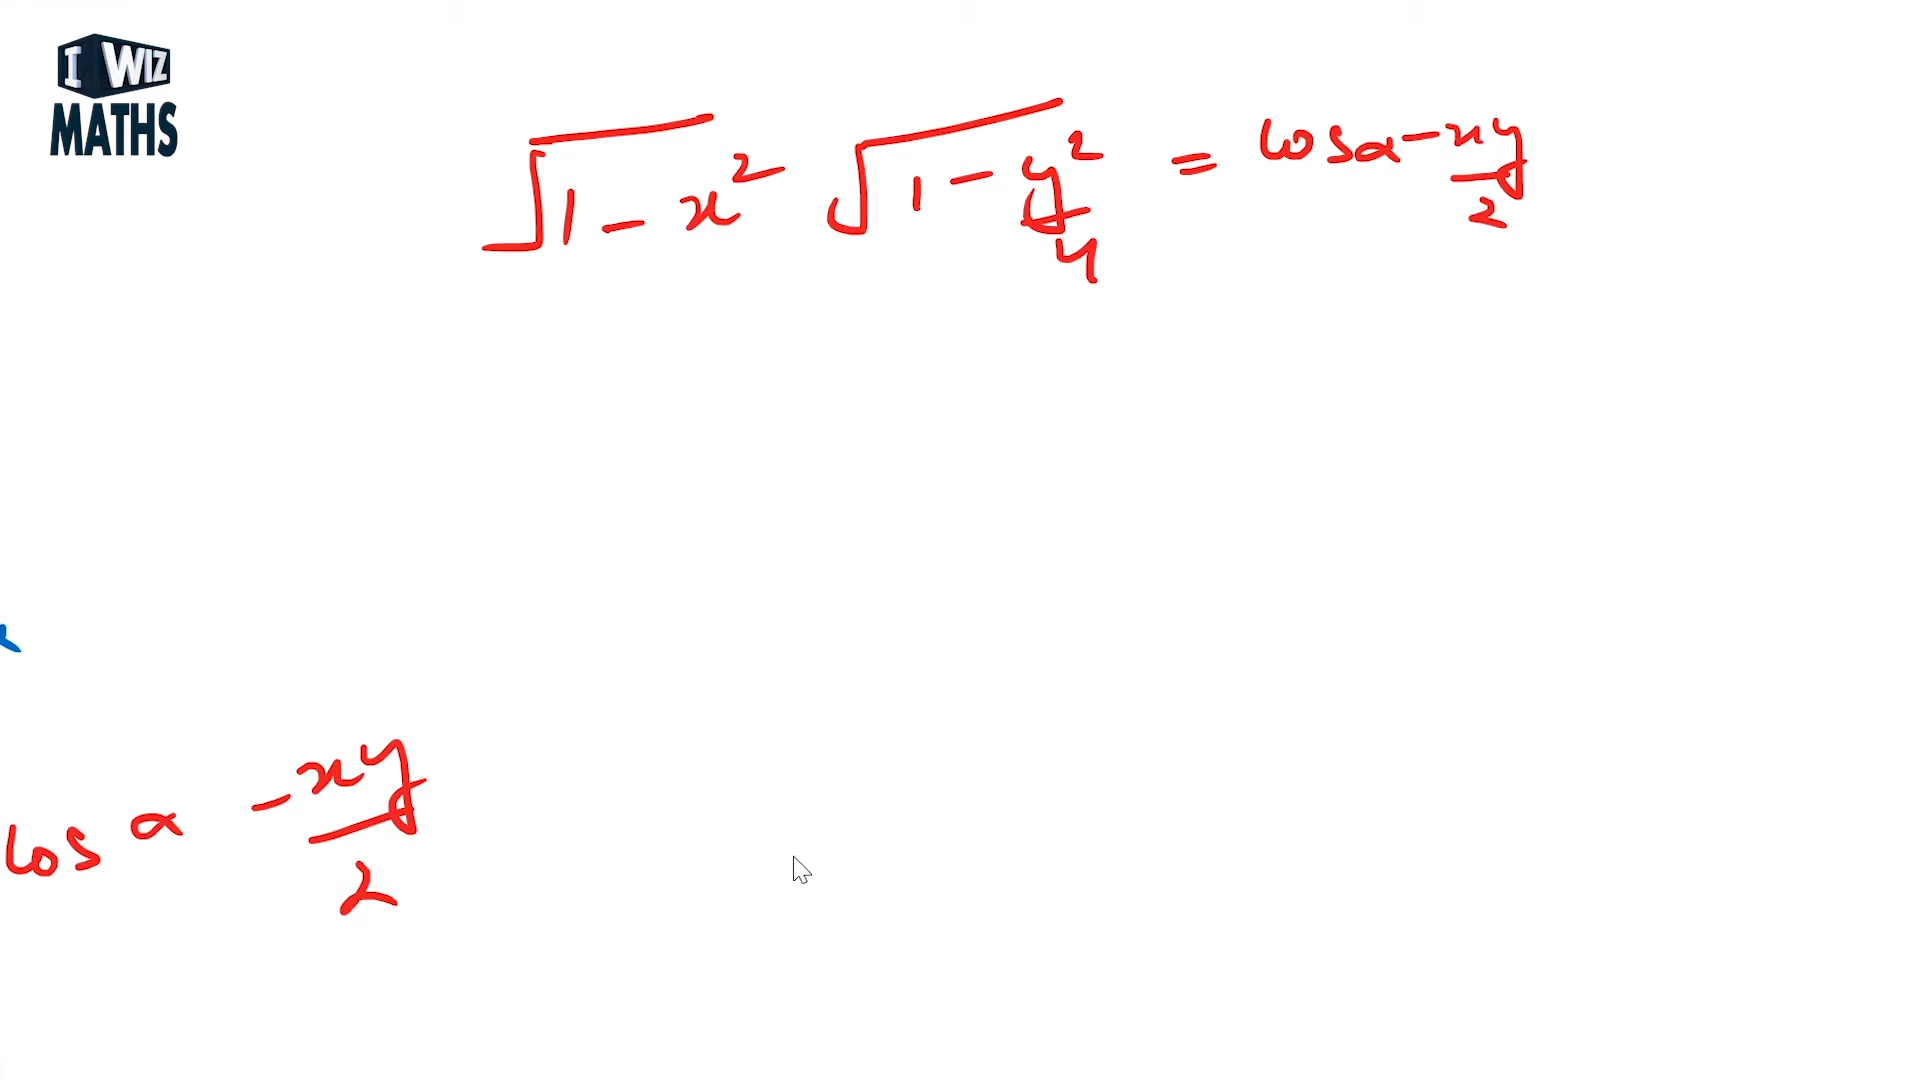 I WIZ
MATHS
√(1 - x²) √(1 - y²/4) = cos α - xy/2
cos α - xy/2